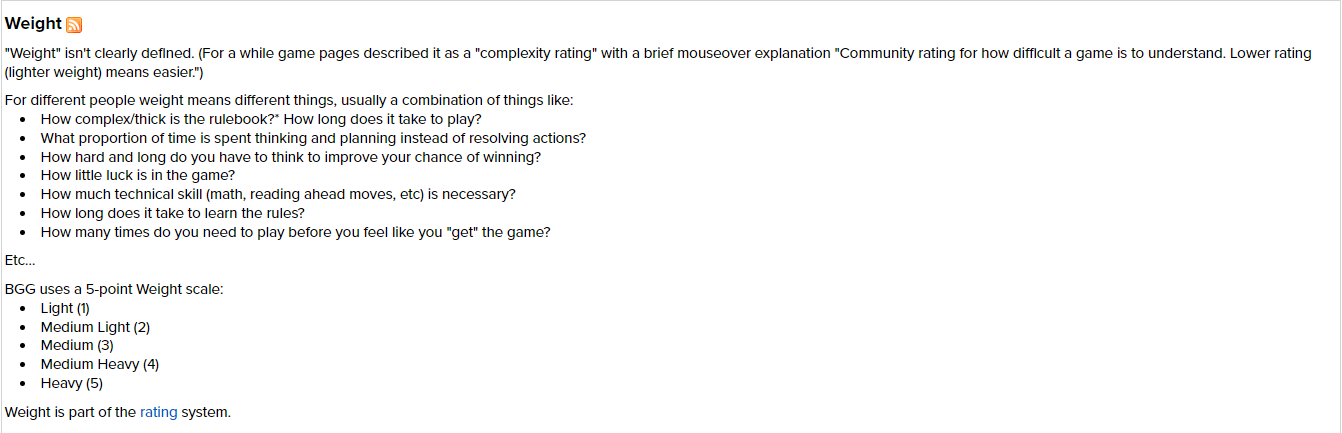 Weight
"Weight" isn't clearly defined. (For a while game pages described it as a "complexity rating" with a brief mouseover explanation "Community rating for how difficult a game is to understand. Lower rating
(lighter weight) means easier.")
For different people weight means different things, usually a combination of things like:
• How complex/thick is the rulebook?* How long does it take to play?
• What proportion of time is spent thinking and planning instead of resolving actions?
• How hard and long do you have to think to improve your chance of winning?
• How little luck is in the game?
• How much technical skill (math, reading ahead moves, etc) is necessary?
• How long does it take to learn the rules?
• How many times do you need to play before you feel like you "get" the game?
Etc...
BGG uses a 5-point Weight scale:
• Light (1)
• Medium Light (2)
• Medium (3)
• Medium Heavy (4)
• Heavy (5)
Weight is part of the rating system.